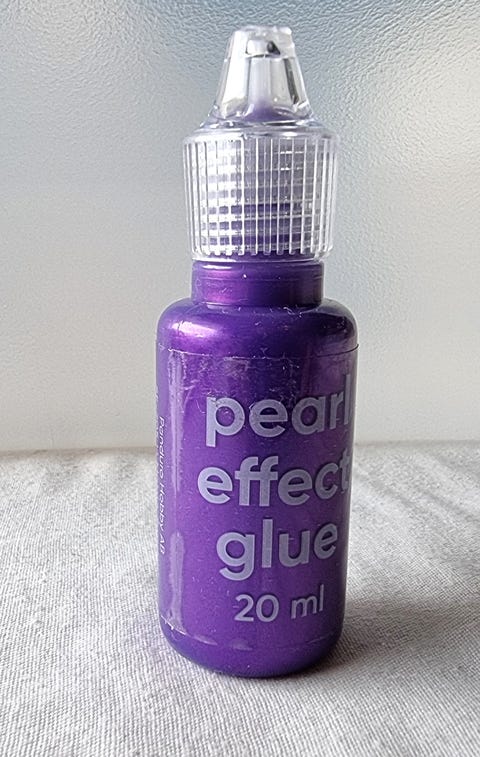 pearl
effect
glue
20 ml
Panduro Hobby AB